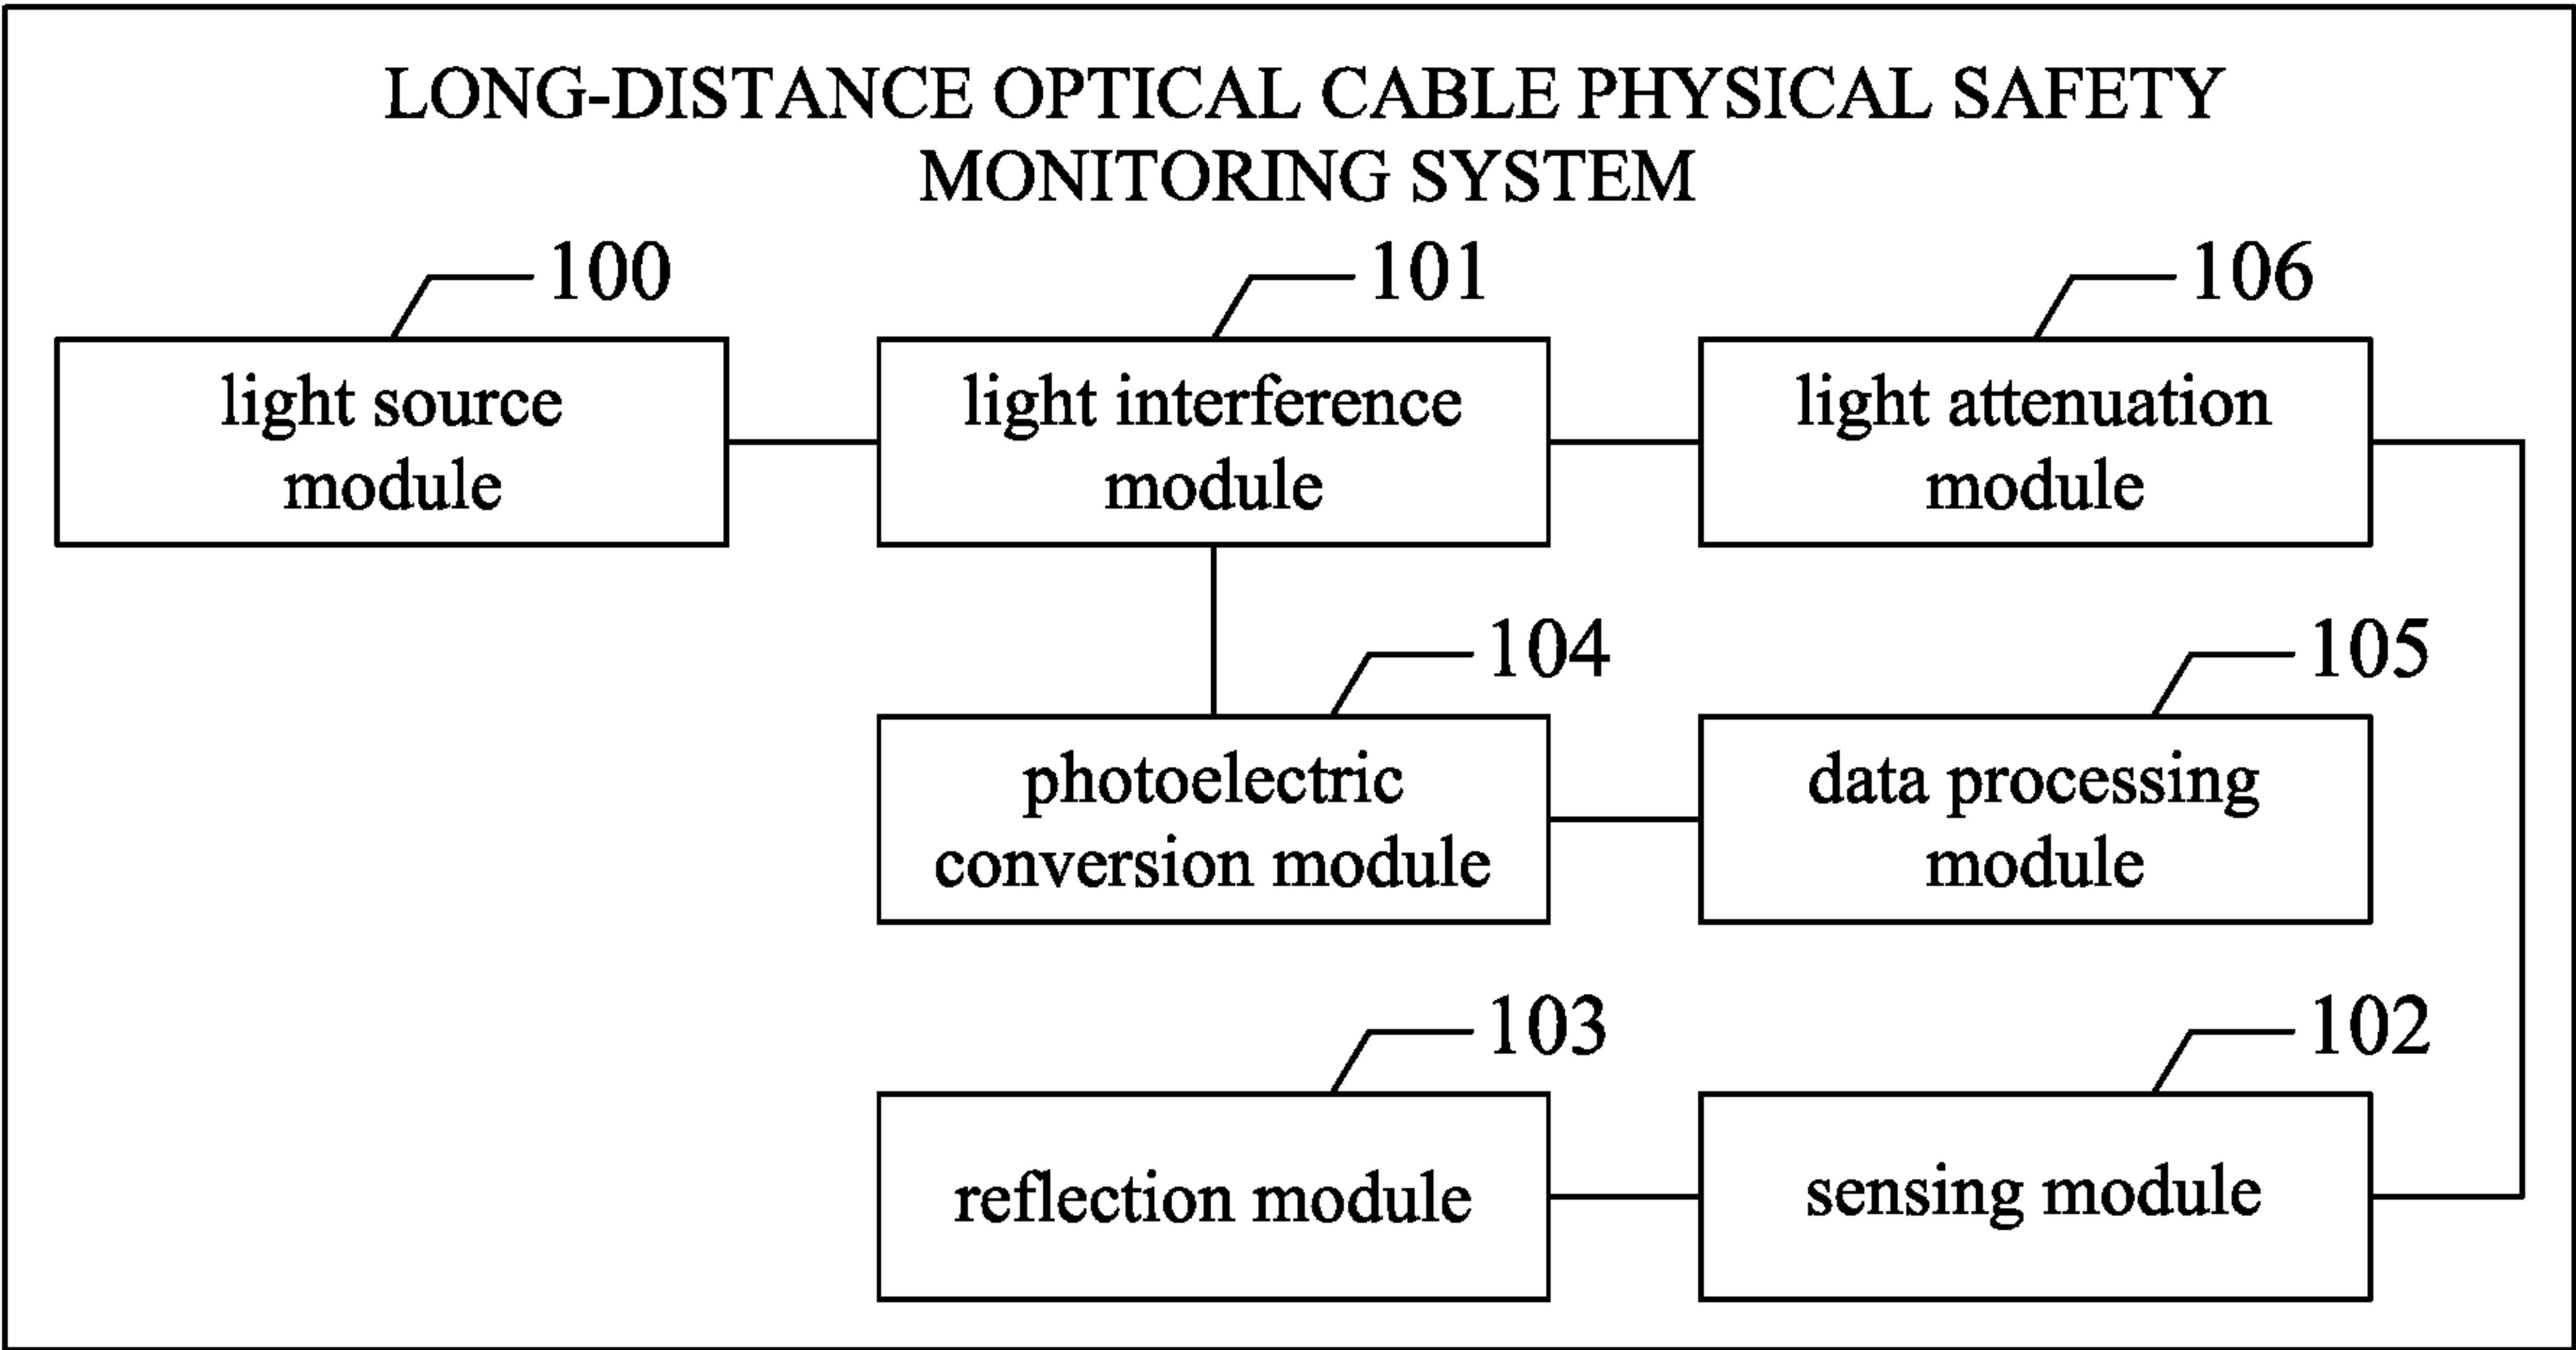 LONG-DISTANCE OPTICAL CABLE PHYSICAL SAFETY
MONITORING SYSTEM
100
101
106
light source
module
light interference
module
light attenuation
module
104
105
photoelectric
conversion module
data processing
module
103
102
reflection module
sensing module